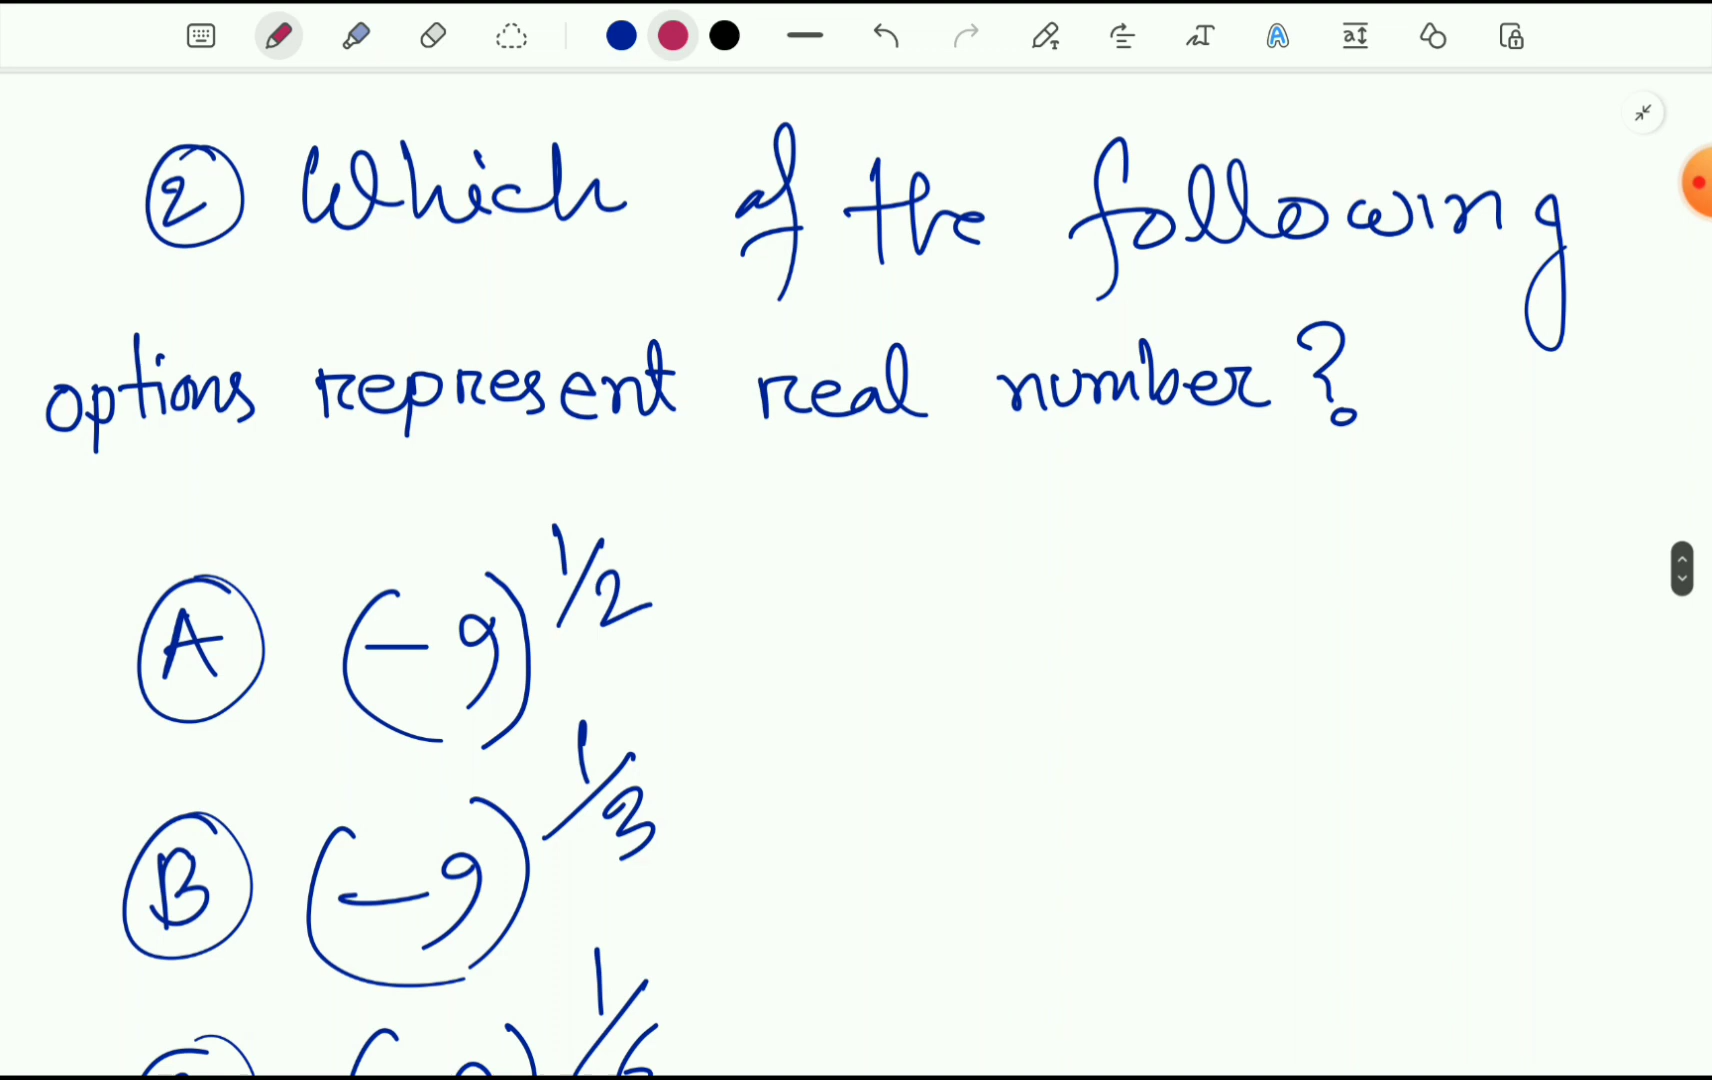 ② Which of the following
options represent real number?
Ⓐ (-9)^1/2
Ⓑ (-9)^1/3